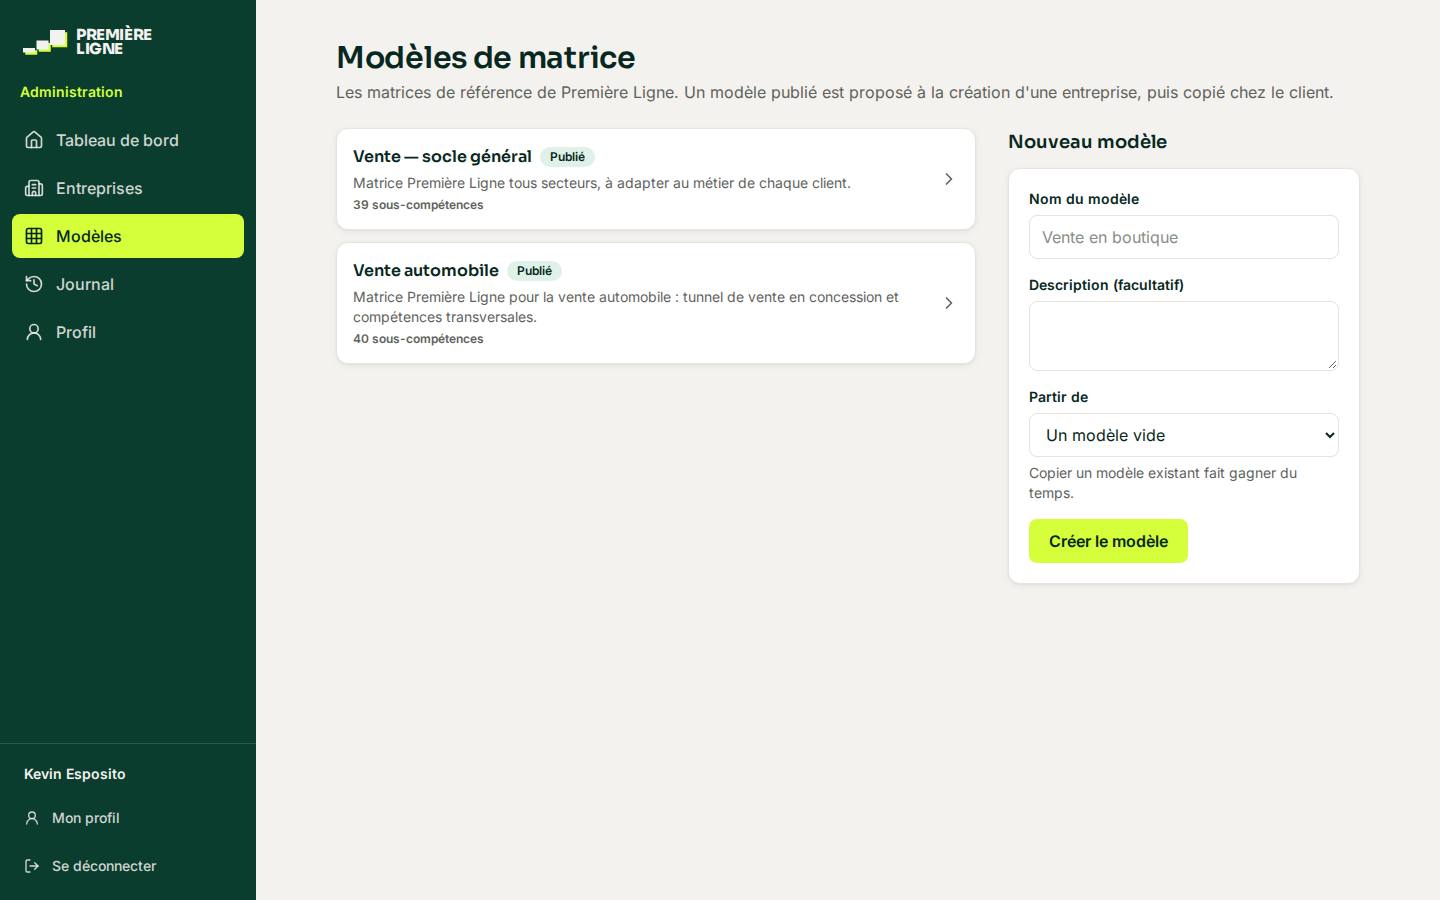 PREMIÈRE
LIGNE
Administration
Tableau de bord
Entreprises
Modèles
Journal
Profil
Kevin Esposito
Mon profil
Se déconnecter
Modèles de matrice
Les matrices de référence de Première Ligne. Un modèle publié est proposé à la création d'une entreprise, puis copié chez le client.
Vente — socle général Publié
Matrice Première Ligne tous secteurs, à adapter au métier de chaque client.
39 sous-compétences
Vente automobile Publié
Matrice Première Ligne pour la vente automobile : tunnel de vente en concession et
compétences transversales.
40 sous-compétences
Nouveau modèle
Nom du modèle
Vente en boutique
Description (facultatif)
Partir de
Un modèle vide
Copier un modèle existant fait gagner du
temps.
Créer le modèle